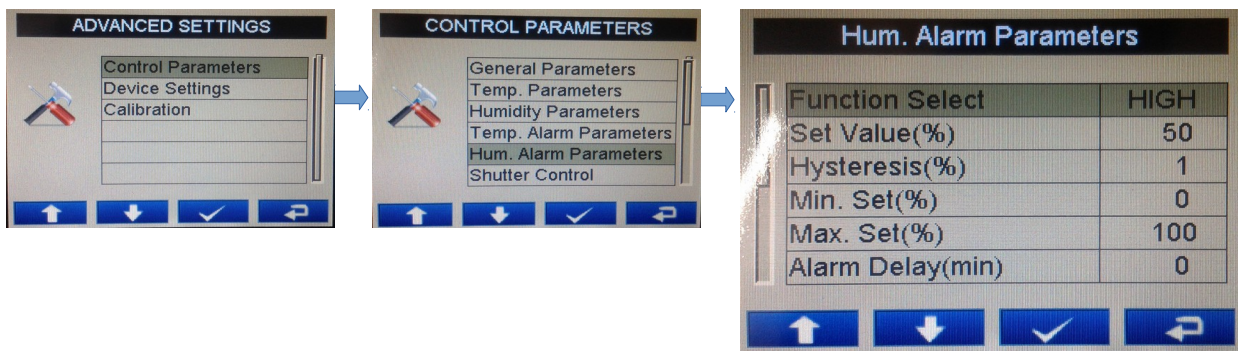 ADVANCED SETTINGS
Control Parameters
Device Settings
Calibration
CONTROL PARAMETERS
General Parameters
Temp. Parameters
Humidity Parameters
Temp. Alarm Parameters
Hum. Alarm Parameters
Shutter Control
Hum. Alarm Parameters
Function Select HIGH
Set Value(%) 50
Hysteresis(%) 1
Min. Set(%) 0
Max. Set(%) 100
Alarm Delay(min) 0